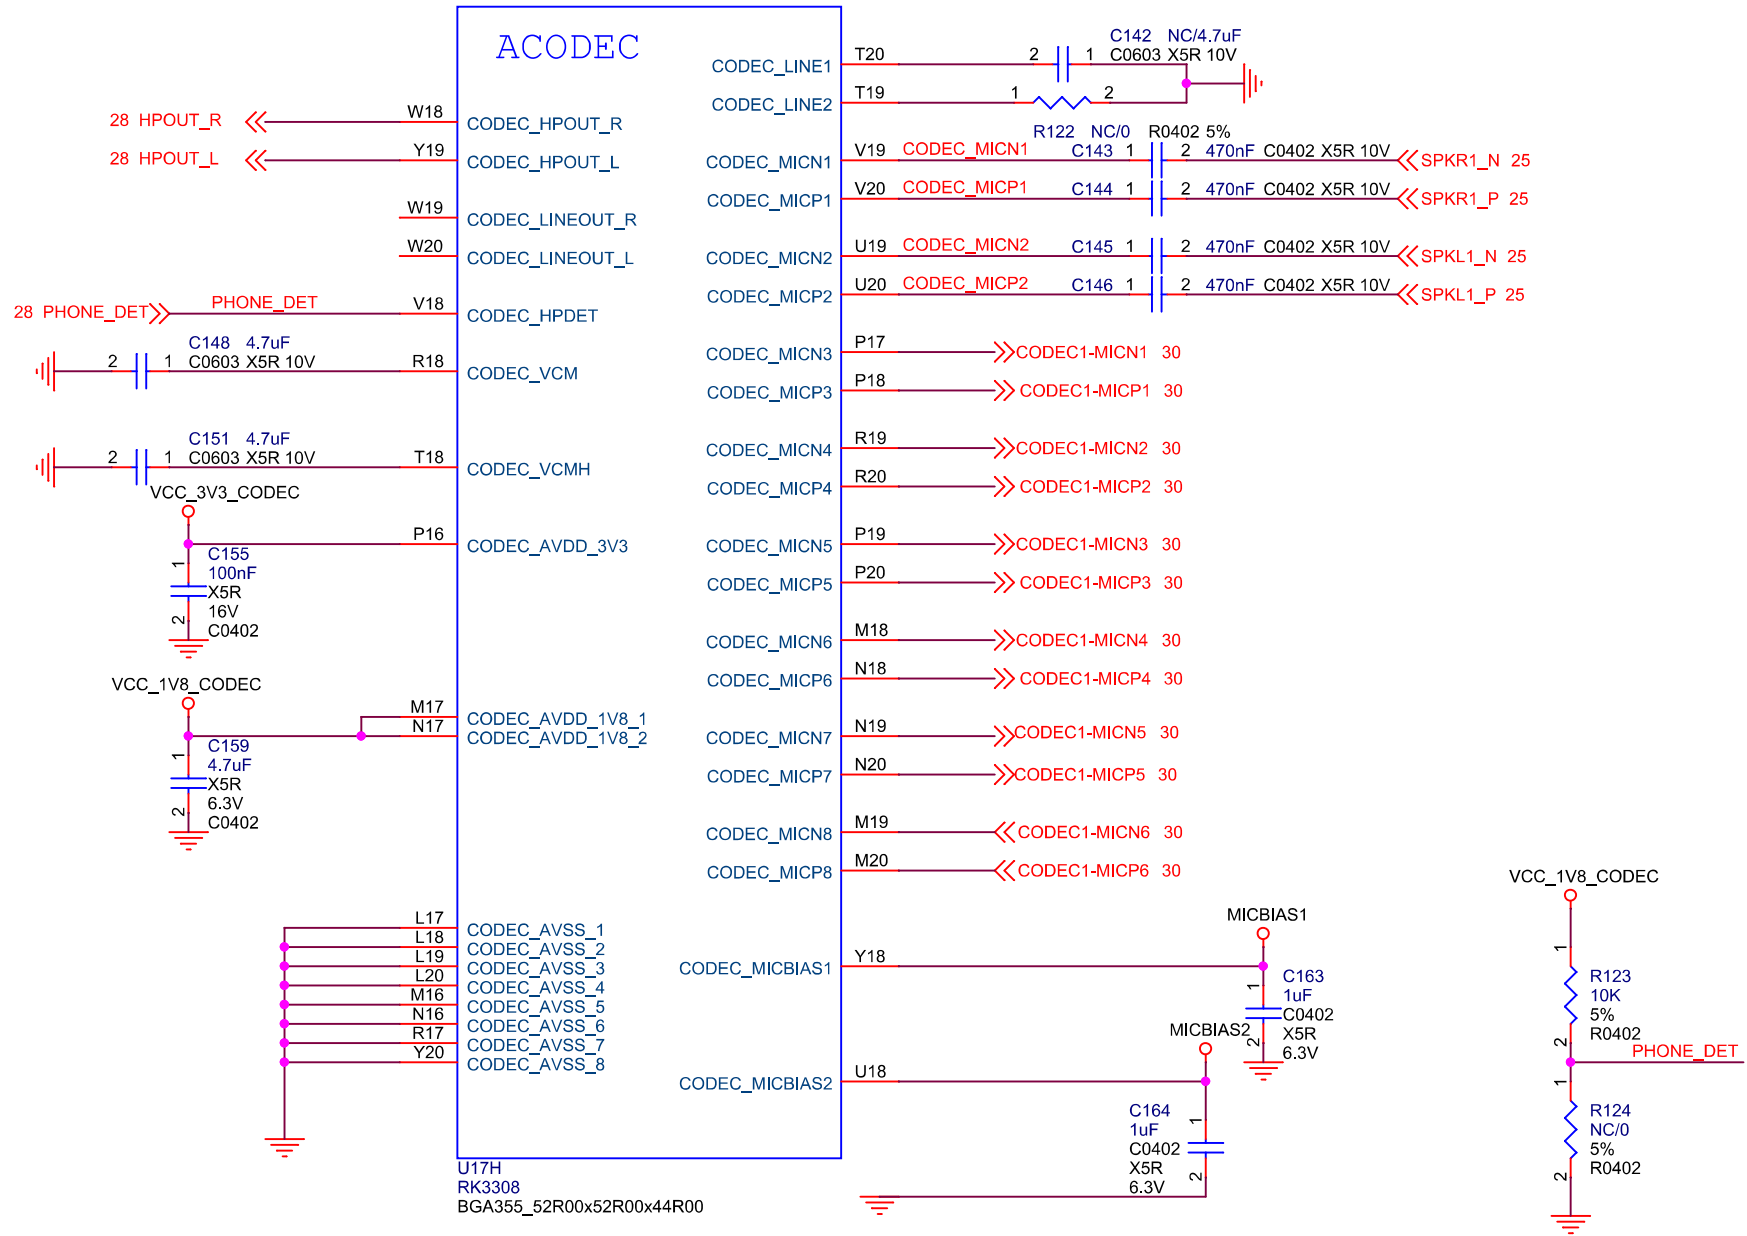 ACODEC
28 HPOUT_R
W18
CODEC_HPOUT_R
28 HPOUT_L
Y19
CODEC_HPOUT_L
W19
CODEC_LINEOUT_R
W20
CODEC_LINEOUT_L
28 PHONE_DET
PHONE_DET
V18
CODEC_HPDET
C148 4.7uF
2 1 C0603 X5R 10V
R18
CODEC_VCM
C151 4.7uF
2 1 C0603 X5R 10V
T18
CODEC_VCMH
VCC_3V3_CODEC
P16
CODEC_AVDD_3V3
1
C155
100nF
X5R
16V
2
C0402
VCC_1V8_CODEC
M17
CODEC_AVDD_1V8_1
N17
CODEC_AVDD_1V8_2
1
C159
4.7uF
X5R
6.3V
2
C0402
L17
CODEC_AVSS_1
L18
CODEC_AVSS_2
L19
CODEC_AVSS_3
L20
CODEC_AVSS_4
M16
CODEC_AVSS_5
N16
CODEC_AVSS_6
R17
CODEC_AVSS_7
Y20
CODEC_AVSS_8
U17H
RK3308
BGA355_52R00x52R00x44R00
CODEC_LINE1
T20
C142 NC/4.7uF
2 1 C0603 X5R 10V
CODEC_LINE2
T19
1 2
R122 NC/0 R0402 5%
CODEC_MICN1
V19
CODEC_MICN1
C143 1 2 470nF C0402 X5R 10V
SPKR1_N 25
CODEC_MICP1
V20
CODEC_MICP1
C144 1 2 470nF C0402 X5R 10V
SPKR1_P 25
CODEC_MICN2
U19
CODEC_MICN2
C145 1 2 470nF C0402 X5R 10V
SPKL1_N 25
CODEC_MICP2
U20
CODEC_MICP2
C146 1 2 470nF C0402 X5R 10V
SPKL1_P 25
CODEC_MICN3
P17
CODEC1-MICN1 30
CODEC_MICP3
P18
CODEC1-MICP1 30
CODEC_MICN4
R19
CODEC1-MICN2 30
CODEC_MICP4
R20
CODEC1-MICP2 30
CODEC_MICN5
P19
CODEC1-MICN3 30
CODEC_MICP5
P20
CODEC1-MICP3 30
CODEC_MICN6
M18
CODEC1-MICN4 30
CODEC_MICP6
N18
CODEC1-MICP4 30
CODEC_MICN7
N19
CODEC1-MICN5 30
CODEC_MICP7
N20
CODEC1-MICP5 30
CODEC_MICN8
M19
CODEC1-MICN6 30
CODEC_MICP8
M20
CODEC1-MICP6 30
MICBIAS1
CODEC_MICBIAS1
Y18
1
C163
1uF
C0402
X5R
2
6.3V
MICBIAS2
CODEC_MICBIAS2
U18
C164
1
1uF
C0402
X5R
2
6.3V
VCC_1V8_CODEC
1
R123
10K
5%
R0402
2
PHONE_DET
1
R124
NC/0
5%
R0402
2